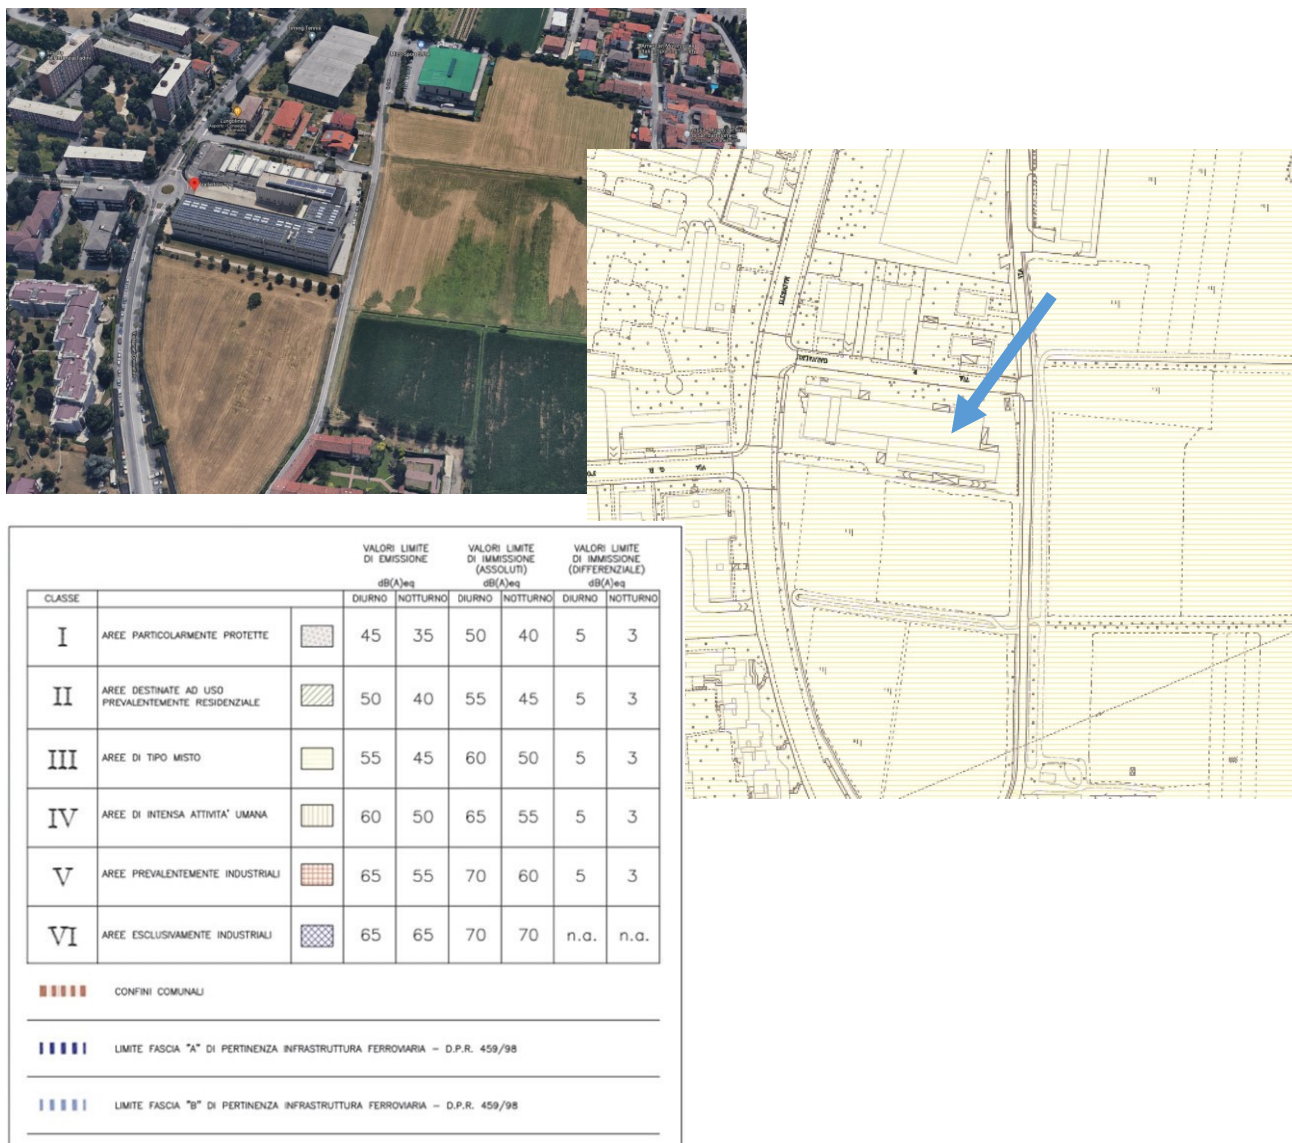 VIA
CLEMENTI
GARIBALDI
VIA
VIA
G.
B.
VALORI LIMITE
DI EMISSIONE
dB(A)eq
VALORI LIMITE
DI IMMISSIONE
(ASSOLUTI)
dB(A)eq
VALORI LIMITE
DI IMMISSIONE
(DIFFERENZIALE)
dB(A)eq
CLASSE DIURNO NOTTURNO DIURNO NOTTURNO DIURNO NOTTURNO
I AREE PARTICOLARMENTE PROTETTE 45 35 50 40 5 3
II AREE DESTINATE AD USO
PREVALENTEMENTE RESIDENZIALE 50 40 55 45 5 3
III AREE DI TIPO MISTO 55 45 60 50 5 3
IV AREE DI INTENSA ATTIVITA' UMANA 60 50 65 55 5 3
V AREE PREVALENTEMENTE INDUSTRIALI 65 55 70 60 5 3
VI AREE ESCLUSIVAMENTE INDUSTRIALI 65 65 70 70 n.a. n.a.
CONFINI COMUNALI
LIMITE FASCIA "A" DI PERTINENZA INFRASTRUTTURA FERROVIARIA – D.P.R. 459/98
LIMITE FASCIA "B" DI PERTINENZA INFRASTRUTTURA FERROVIARIA – D.P.R. 459/98